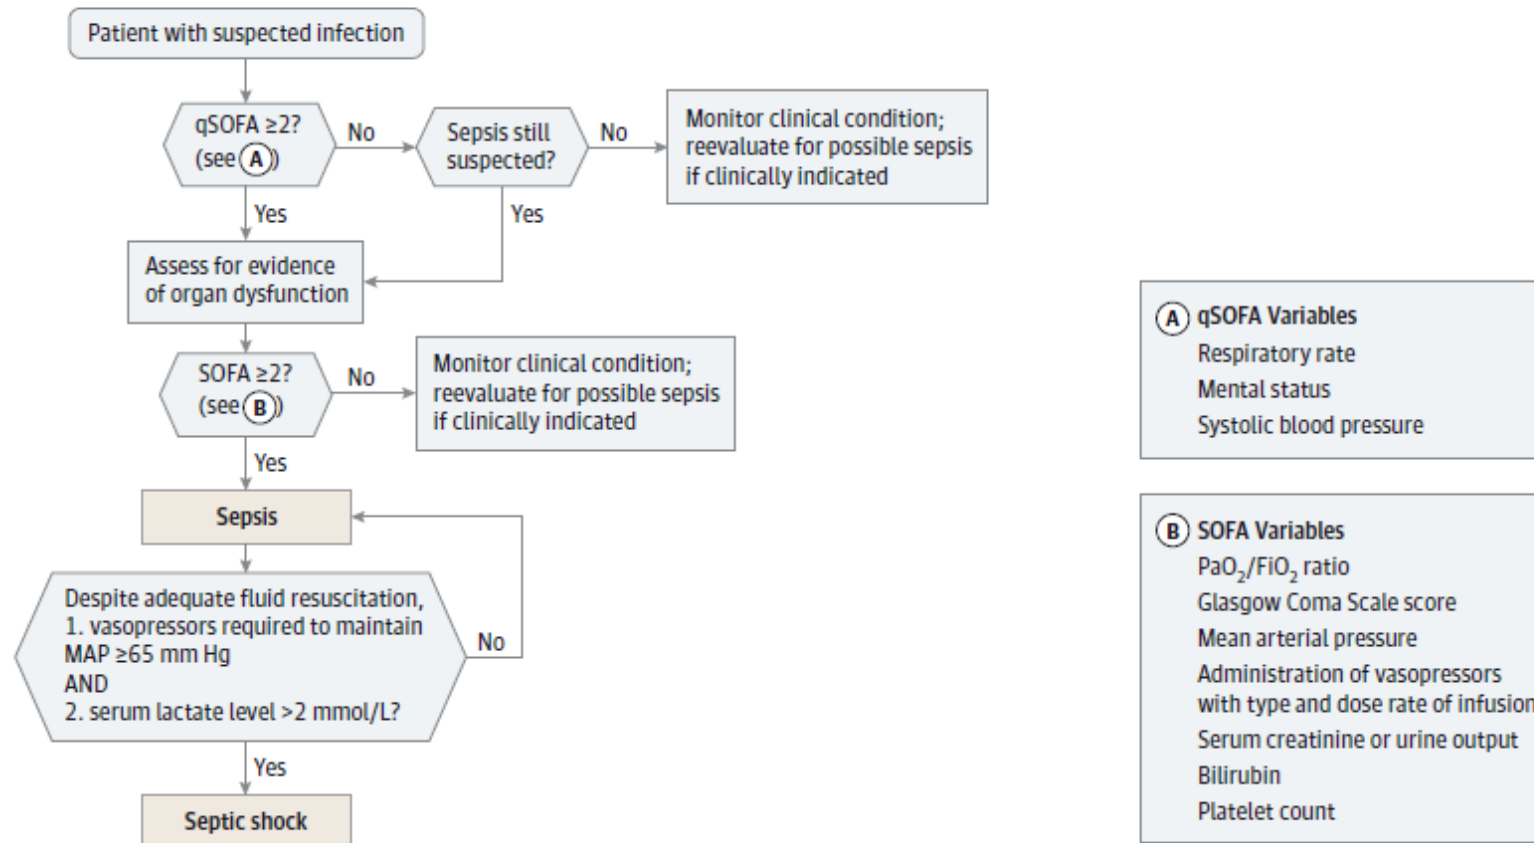 Patient with suspected infection
qSOFA ≥2?
(see A)
No
Sepsis still
suspected?
No
Monitor clinical condition;
reevaluate for possible sepsis
if clinically indicated
Yes
Yes
Assess for evidence
of organ dysfunction
SOFA ≥2?
(see B)
No
Monitor clinical condition;
reevaluate for possible sepsis
if clinically indicated
Yes
Sepsis
Despite adequate fluid resuscitation,
1. vasopressors required to maintain
MAP ≥65 mm Hg
AND
2. serum lactate level >2 mmol/L?
No
Yes
Septic shock
A qSOFA Variables
Respiratory rate
Mental status
Systolic blood pressure
B SOFA Variables
PaO₂/FiO₂ ratio
Glasgow Coma Scale score
Mean arterial pressure
Administration of vasopressors
with type and dose rate of infusion
Serum creatinine or urine output
Bilirubin
Platelet count